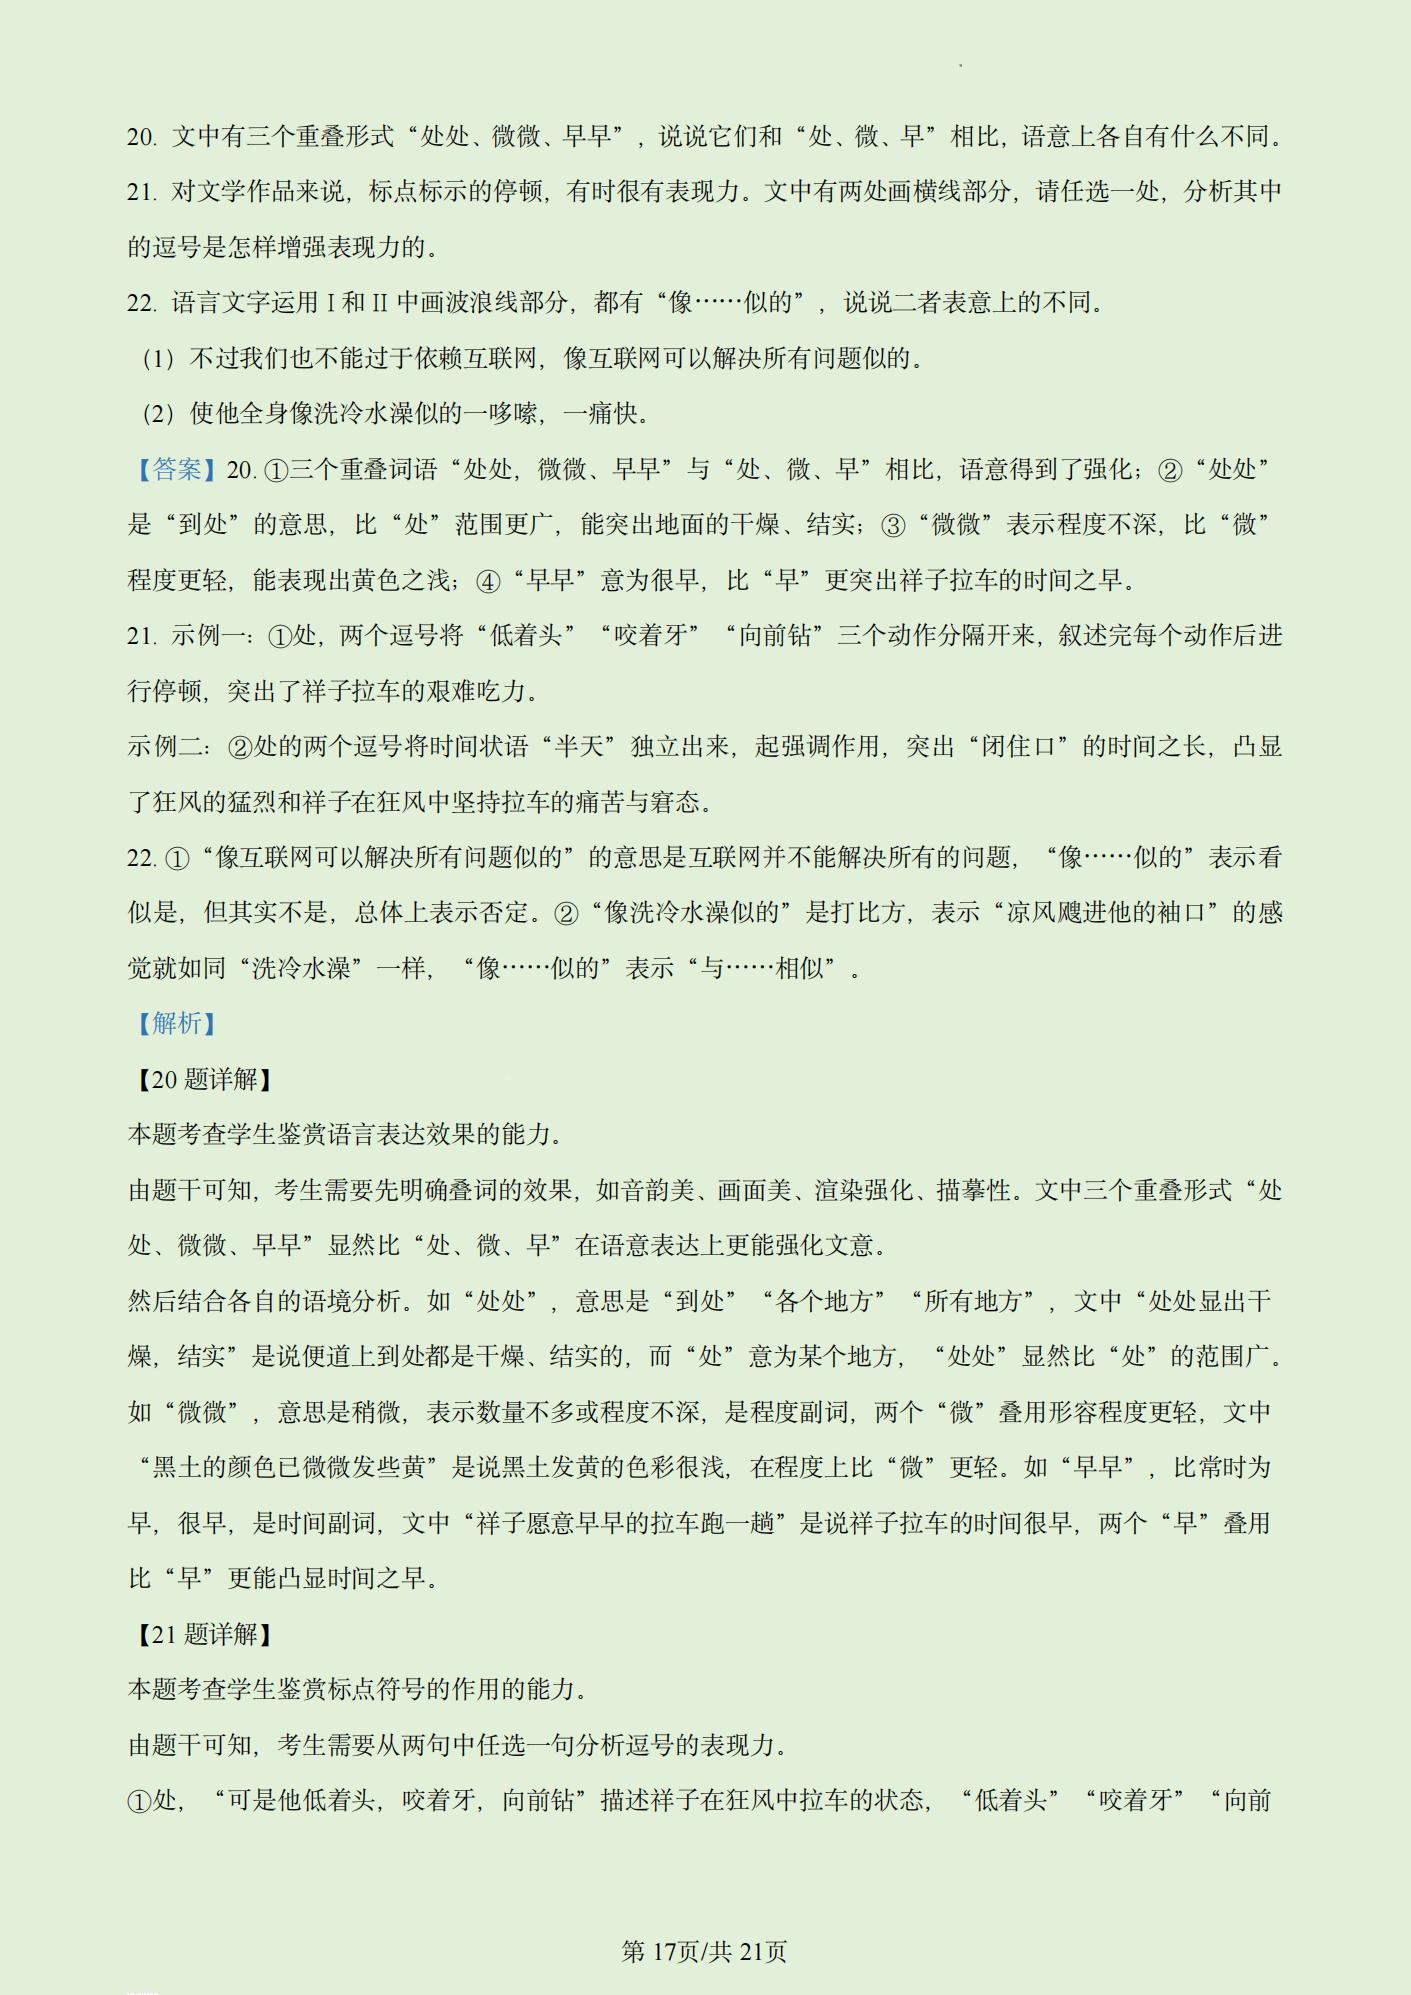 20. 文中有三个重叠形式“处处、微微、早早”，说说它们和“处、微、早”相比，语意上各自有什么不同。
21. 对文学作品来说，标点标示的停顿，有时很有表现力。文中有两处画横线部分，请任选一处，分析其中
的逗号是怎样增强表现力的。
22. 语言文字运用 I 和 II 中画波浪线部分，都有“像……似的”，说说二者表意上的不同。
（1）不过我们也不能过于依赖互联网，像互联网可以解决所有问题似的。
（2）使他全身像洗冷水澡似的一哆嗦，一痛快。
【答案】20. ①三个重叠词语“处处，微微、早早”与“处、微、早”相比，语意得到了强化；②“处处”
是“到处”的意思，比“处”范围更广，能突出地面的干燥、结实；③“微微”表示程度不深，比“微”
程度更轻，能表现出黄色之浅；④“早早”意为很早，比“早”更突出祥子拉车的时间之早。
21. 示例一：①处，两个逗号将“低着头”“咬着牙”“向前钻”三个动作分隔开来，叙述完每个动作后进
行停顿，突出了祥子拉车的艰难吃力。
示例二：②处的两个逗号将时间状语“半天”独立出来，起强调作用，突出“闭住口”的时间之长，凸显
了狂风的猛烈和祥子在狂风中坚持拉车的痛苦与窘态。
22. ①“像互联网可以解决所有问题似的”的意思是互联网并不能解决所有的问题，“像……似的”表示看
似是，但其实不是，总体上表示否定。②“像洗冷水澡似的”是打比方，表示“凉风飕进他的袖口”的感
觉就如同“洗冷水澡”一样，“像……似的”表示“与……相似”。
【解析】
【20 题详解】
本题考查学生鉴赏语言表达效果的能力。
由题干可知，考生需要先明确叠词的效果，如音韵美、画面美、渲染强化、描摹性。文中三个重叠形式“处
处、微微、早早”显然比“处、微、早”在语意表达上更能强化文意。
然后结合各自的语境分析。如“处处”，意思是“到处”“各个地方”“所有地方”，文中“处处显出干
燥，结实”是说便道上到处都是干燥、结实的，而“处”意为某个地方，“处处”显然比“处”的范围广。
如“微微”，意思是稍微，表示数量不多或程度不深，是程度副词，两个“微”叠用形容程度更轻，文中
“黑土的颜色已微微发些黄”是说黑土发黄的色彩很浅，在程度上比“微”更轻。如“早早”，比常时为
早，很早，是时间副词，文中“祥子愿意早早的拉车跑一趟”是说祥子拉车的时间很早，两个“早”叠用
比“早”更能凸显时间之早。
【21 题详解】
本题考查学生鉴赏标点符号的作用的能力。
由题干可知，考生需要从两句中任选一句分析逗号的表现力。
①处，“可是他低着头，咬着牙，向前钻”描述祥子在狂风中拉车的状态，“低着头”“咬着牙”“向前
第 17页/共 21页